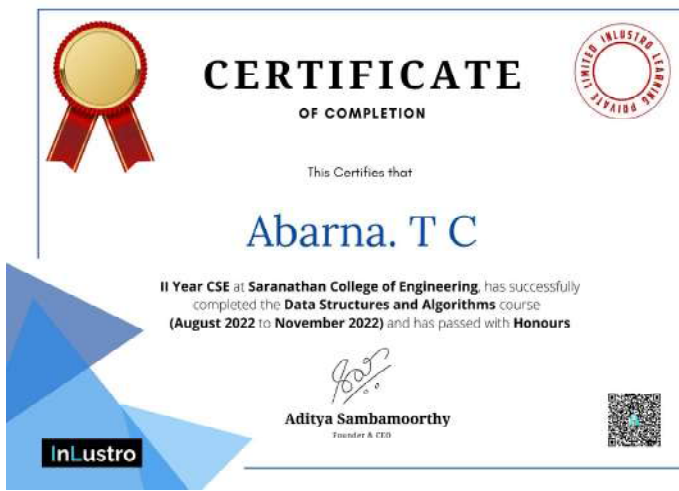 CERTIFICATE
INLUSTRO LEARNING PRIVATE LIMITED
OF COMPLETION
This Certifies that
Abarna. T C
II Year CSE at Saranathan College of Engineering, has successfully
completed the Data Structures and Algorithms course
(August 2022 to November 2022) and has passed with Honours
Aditya Sambamoorthy
Founder & CEO
InLustro